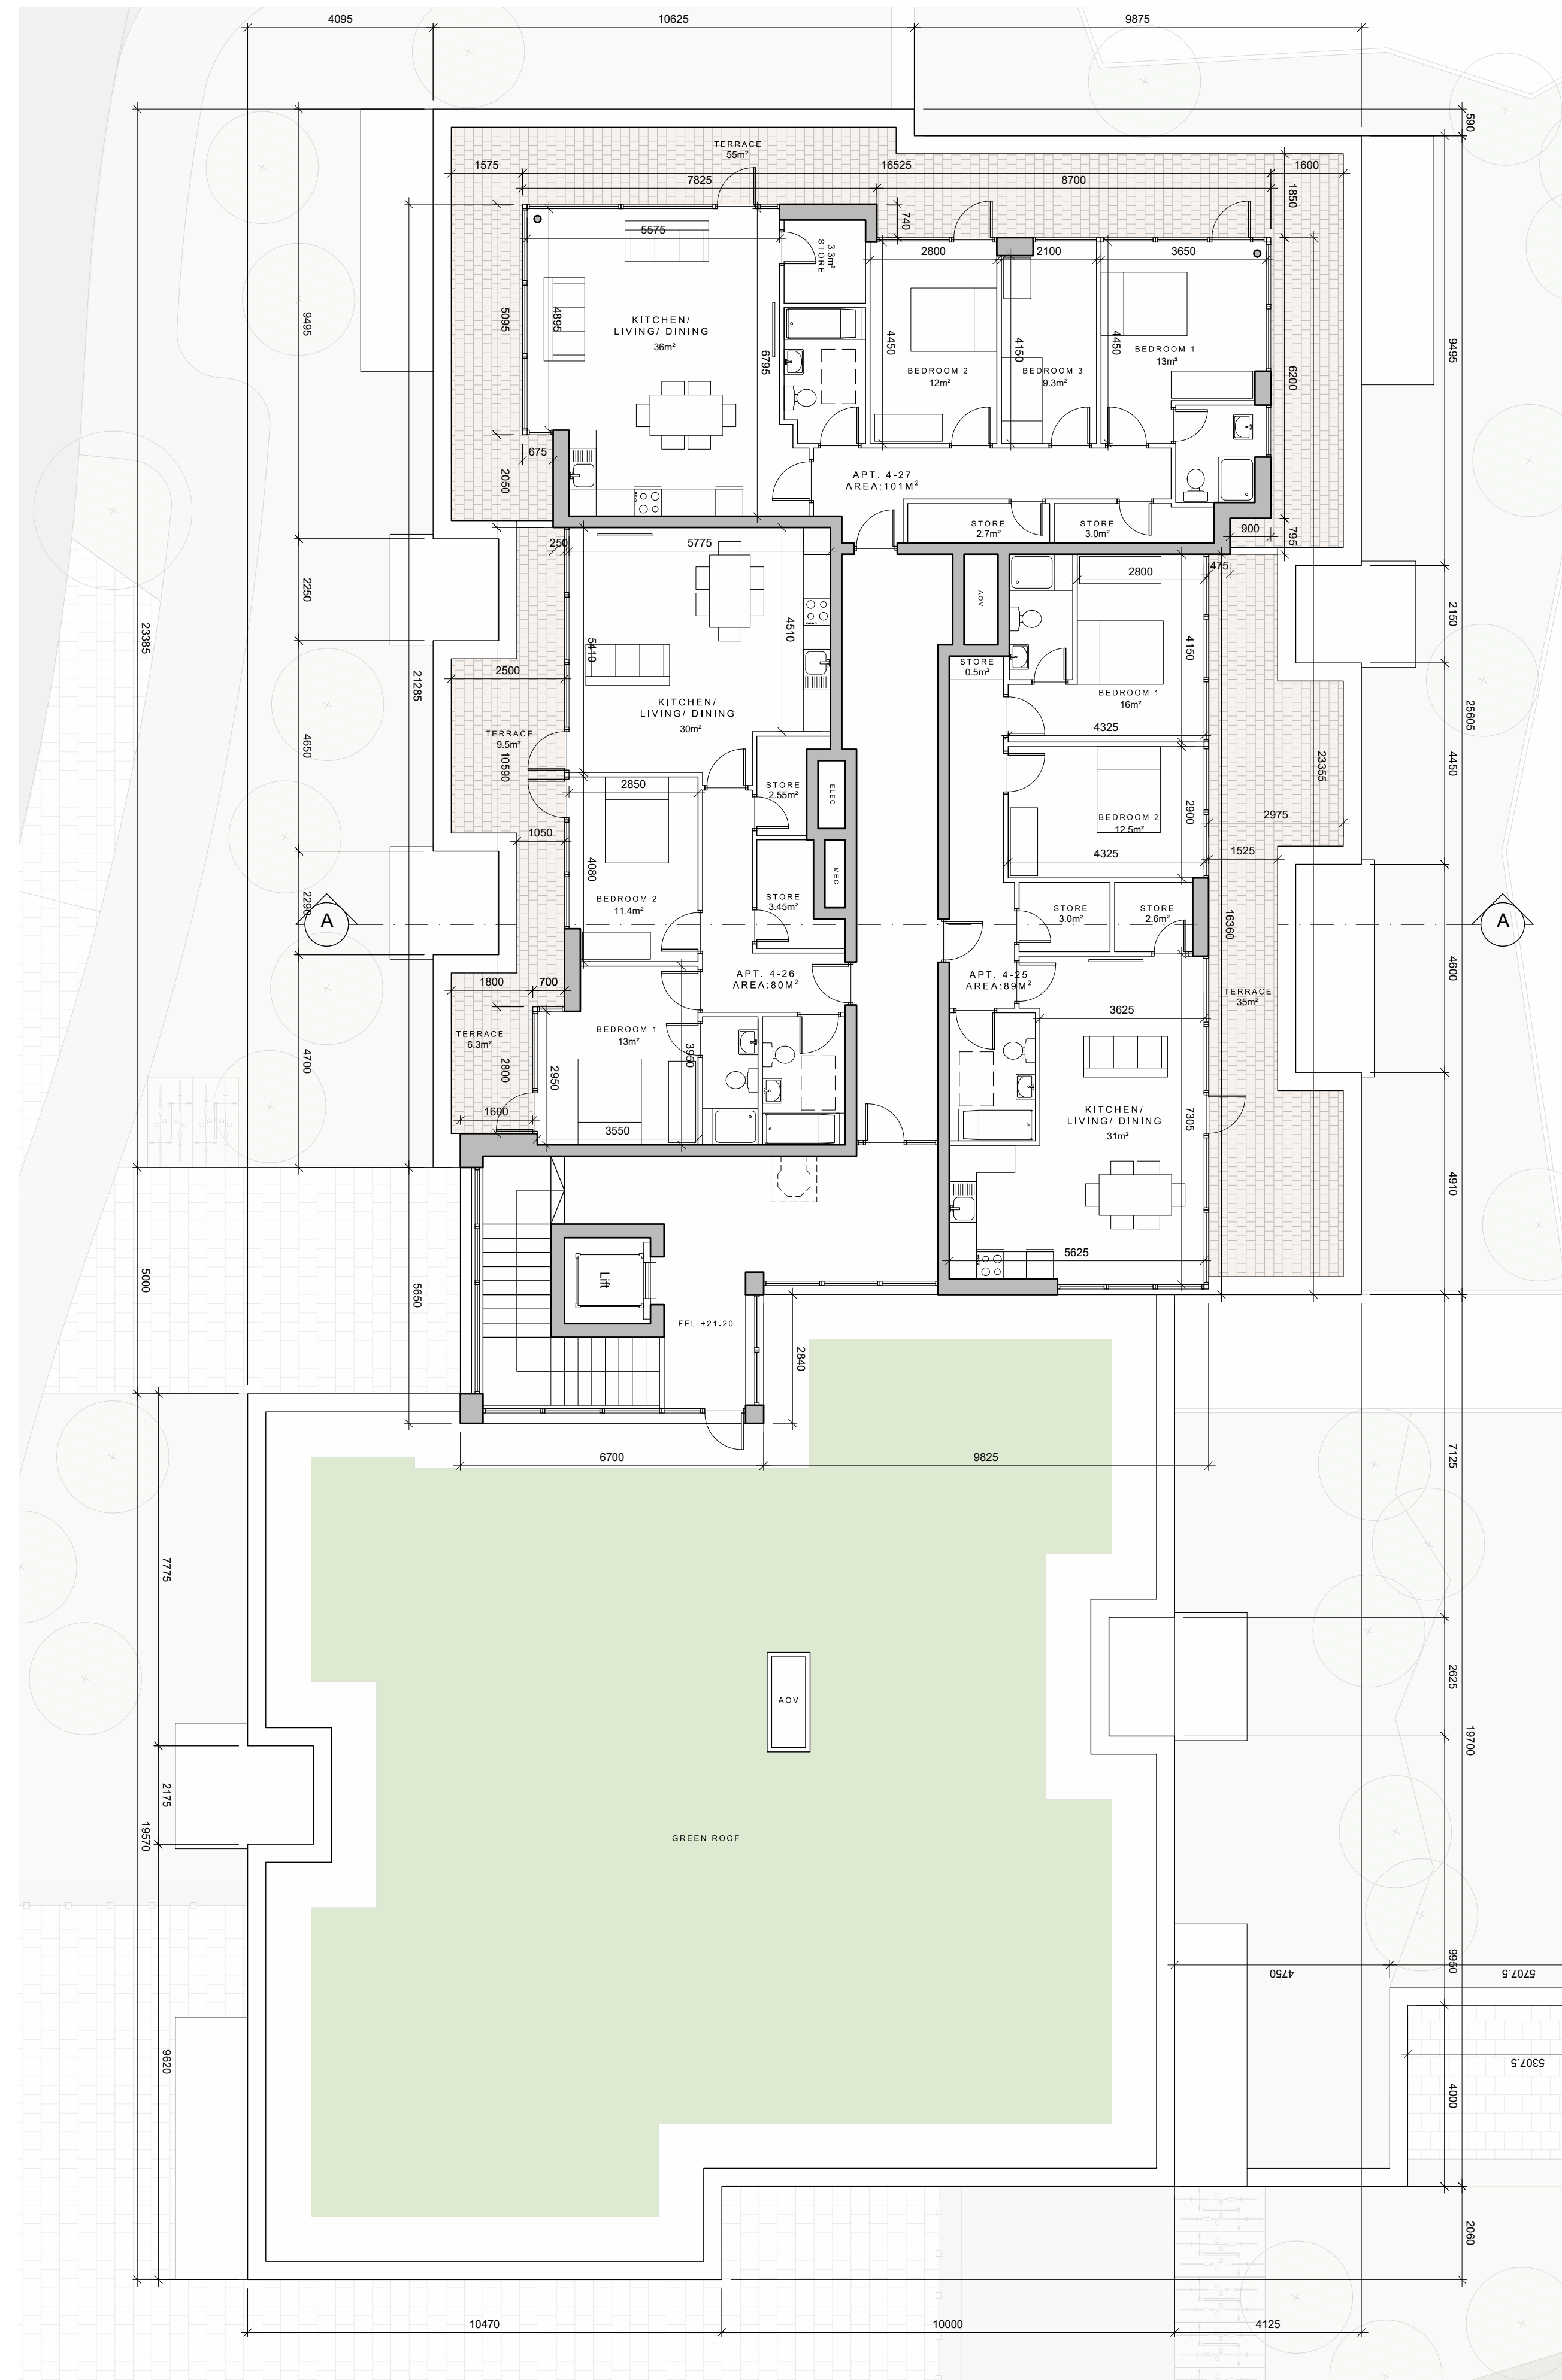 4095
10625
9875
590
TERRACE
55m²
1575
16525
1600
7825
8700
1850
740
5575
3.3m²
STORE
2800
2100
3650
9495
5095
4895
KITCHEN/
LIVING/ DINING
36m²
6795
4450
4150
4450
BEDROOM 1
13m²
BEDROOM 2
12m²
BEDROOM 3
9.3m²
6200
9495
675
2050
APT. 4-27
AREA:101M²
STORE
2.7m²
STORE
3.0m²
900
795
250
5775
475
2800
AOV
2250
23385
21285
5410
4510
4150
2150
2500
STORE
0.5m²
BEDROOM 1
16m²
KITCHEN/
LIVING/ DINING
30m²
4325
25605
TERRACE
9.5m²
4650
10590
2850
STORE
2.55m²
ELEC
23355
4450
2900
BEDROOM 2
12.5m²
2975
1050
4325
1525
4080
MEC
BEDROOM 2
11.4m²
STORE
3.45m²
STORE
3.0m²
STORE
2.6m²
2290
A
16360
A
APT. 4-26
AREA:80M²
APT. 4-25
AREA:89M²
4600
1800
700
TERRACE
35m²
TERRACE
6.3m²
BEDROOM 1
13m²
3625
4700
2800
2950
3950
1600
KITCHEN/
LIVING/ DINING
31m²
7305
3550
4910
5625
5000
5650
Lift
FFL +21.20
2840
6700
9825
7125
7775
2625
AOV
19700
2175
19570
GREEN ROOF
9950
4750
5707.5
9620
5307.5
4000
2060
10470
10000
4125